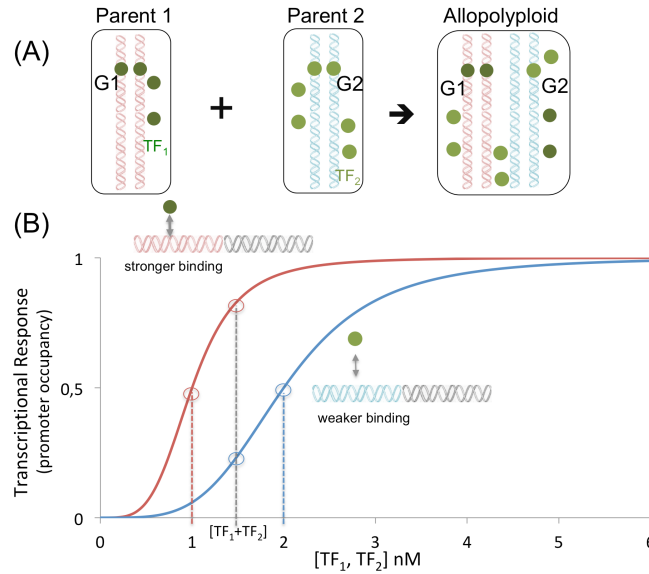 Parent 1
Parent 2
Allopolyploid
(A)
G1
G2
G1
G2
+
TF₁
TF₂
(B)
stronger binding
1
0,5
0
Transcriptional Response
(promoter occupancy)
weaker binding
0
1
[TF₁+TF₂]
2
3
4
5
6
[TF₁, TF₂] nM